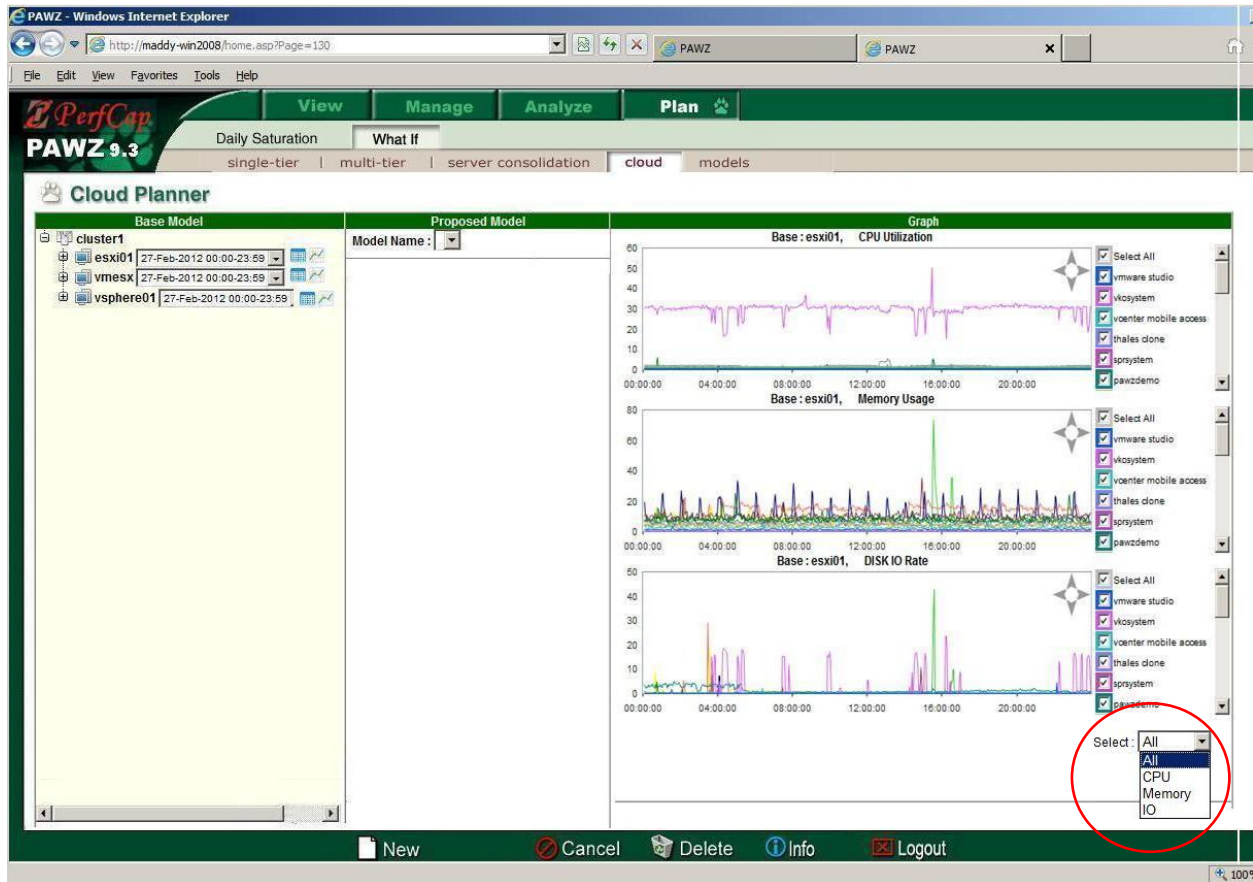 PAWZ - Windows Internet Explorer
http://maddy-win2008/home.asp?Page=130
PAWZ
PAWZ
File Edit View Favorites Tools Help
PerfCap
PAWZ 9.3
View Manage Analyze Plan
Daily Saturation What If
single-tier | multi-tier | server consolidation cloud models
Cloud Planner
Base Model
cluster1
esxi01 27-Feb-2012 00:00-23:59
vmesx 27-Feb-2012 00:00-23:59
vsphere01 27-Feb-2012 00:00-23:59
Proposed Model
Model Name :
Graph
Base : esxi01, CPU Utilization
60
50
40
30
20
10
0
00:00:00 04:00:00 08:00:00 12:00:00 16:00:00 20:00:00
Select All
vmware studio
vkosystem
vcenter mobile access
thales clone
sprsystem
pawzdemo
Base : esxi01, Memory Usage
80
60
40
20
0
00:00:00 04:00:00 08:00:00 12:00:00 16:00:00 20:00:00
Select All
vmware studio
vkosystem
vcenter mobile access
thales clone
sprsystem
pawzdemo
Base : esxi01, DISK IO Rate
50
40
30
20
10
0
00:00:00 04:00:00 08:00:00 12:00:00 16:00:00 20:00:00
Select All
vmware studio
vkosystem
vcenter mobile access
thales clone
sprsystem
pawzdemo
Select : All
All
CPU
Memory
IO
New Cancel Delete Info Logout
100%